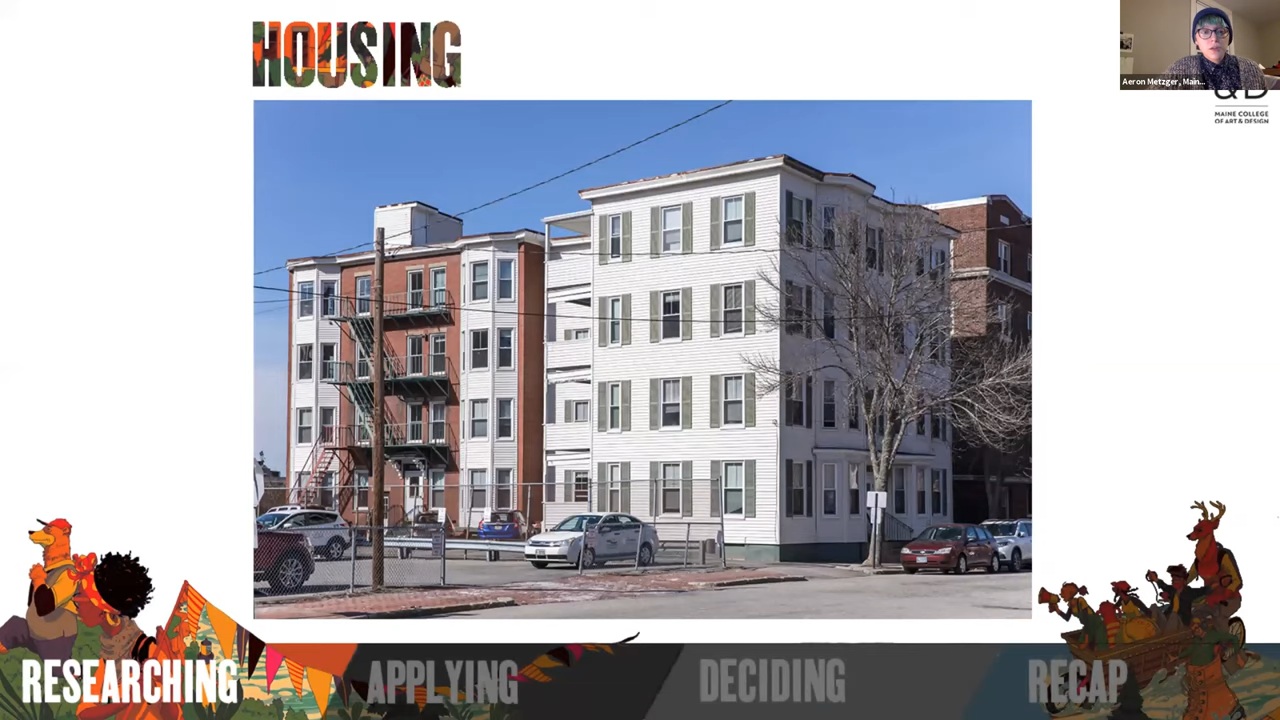 HOUSING
Aeron Metzger, Main...
MAINE COLLEGE
OF ART & DESIGN
RESEARCHING
APPLYING
DECIDING
RECAP